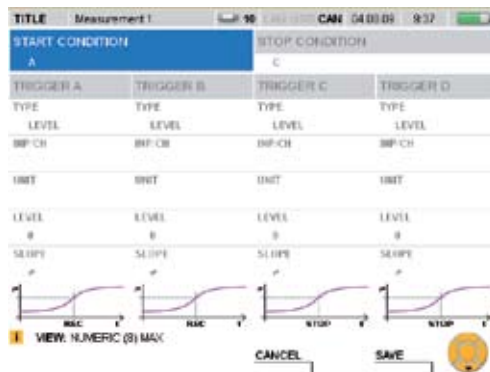 TITLE Measurement 1 10 CAN 04.09.09 9:37
START CONDITION STOP CONDITION
A C
TRIGGER A TRIGGER B TRIGGER C TRIGGER D
TYPE TYPE TYPE TYPE
LEVEL LEVEL LEVEL LEVEL
INP/CH INP/CH INP/CH INP/CH
UNIT UNIT UNIT UNIT
LEVEL LEVEL LEVEL LEVEL
0 0 0 0
SLOPE SLOPE SLOPE SLOPE
REC t REC t STOP t STOP t
i VIEW: NUMERIC (8) MAX
CANCEL SAVE